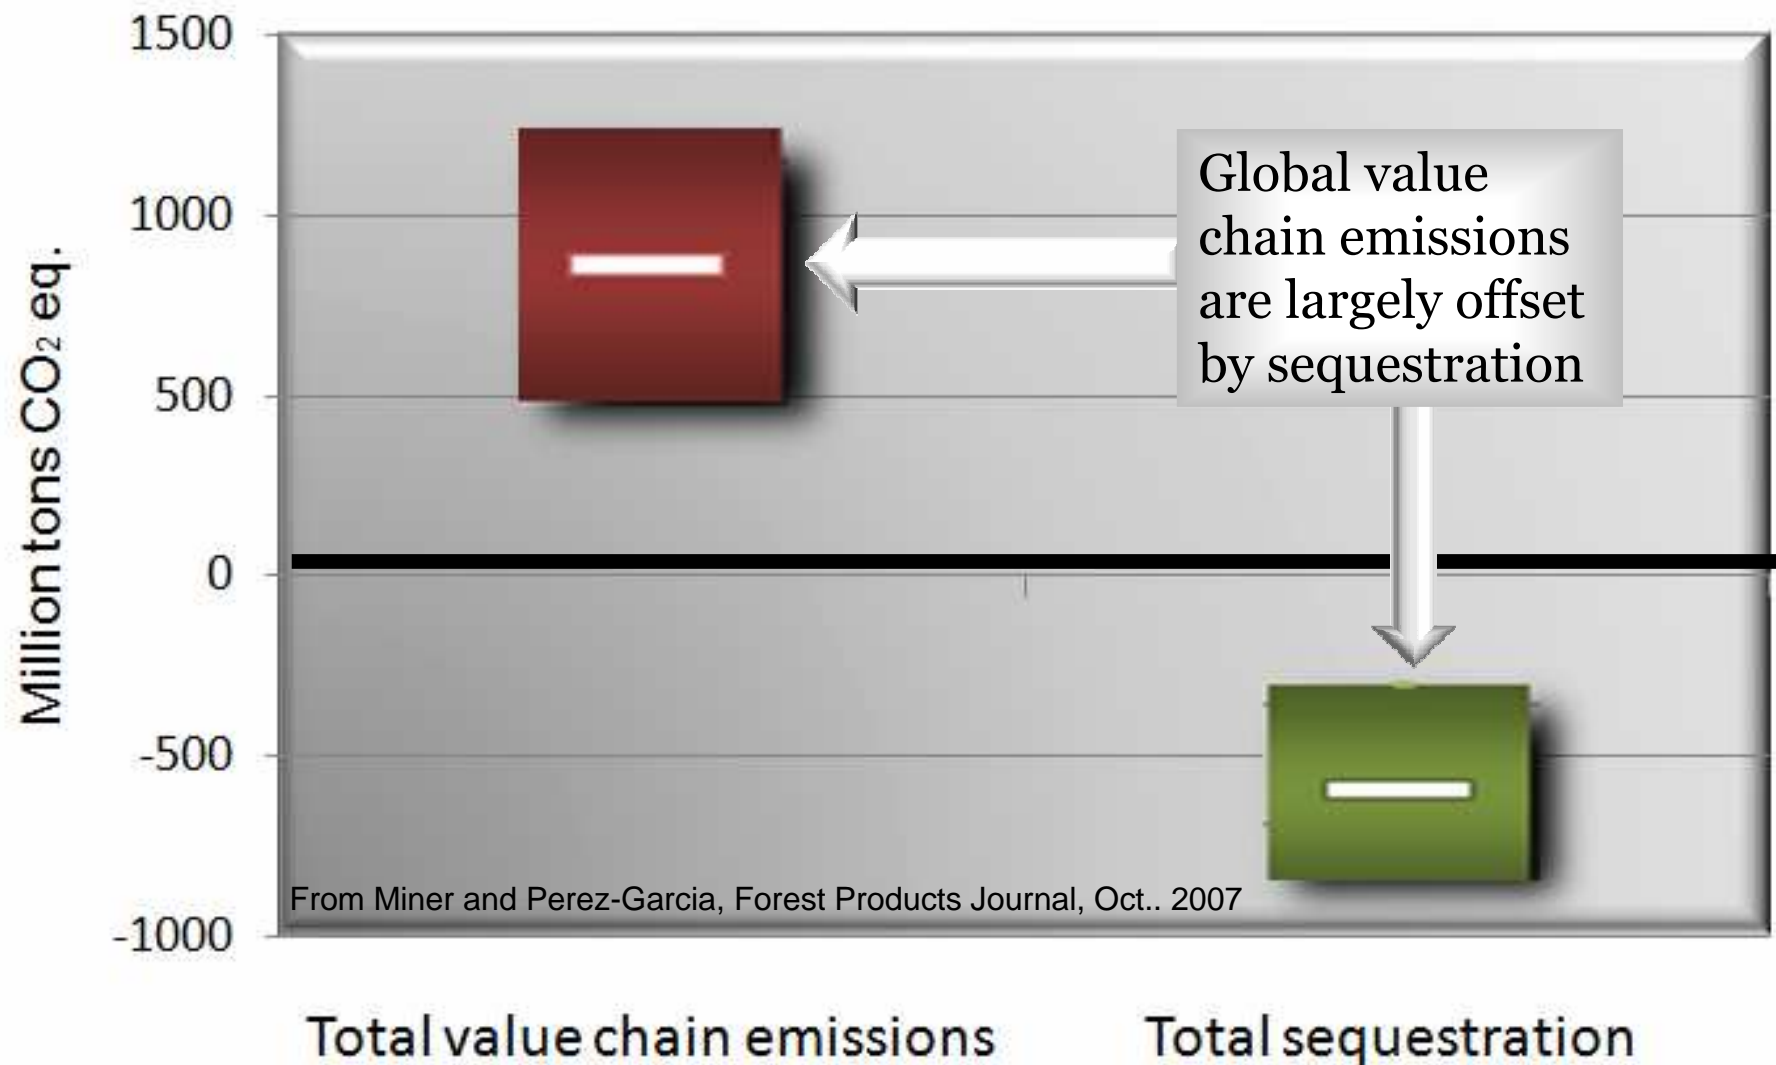 1500
1000
500
0
-500
-1000
Million tons CO₂ eq.
Global value
chain emissions
are largely offset
by sequestration
From Miner and Perez-Garcia, Forest Products Journal, Oct.. 2007
Total value chain emissions
Total sequestration